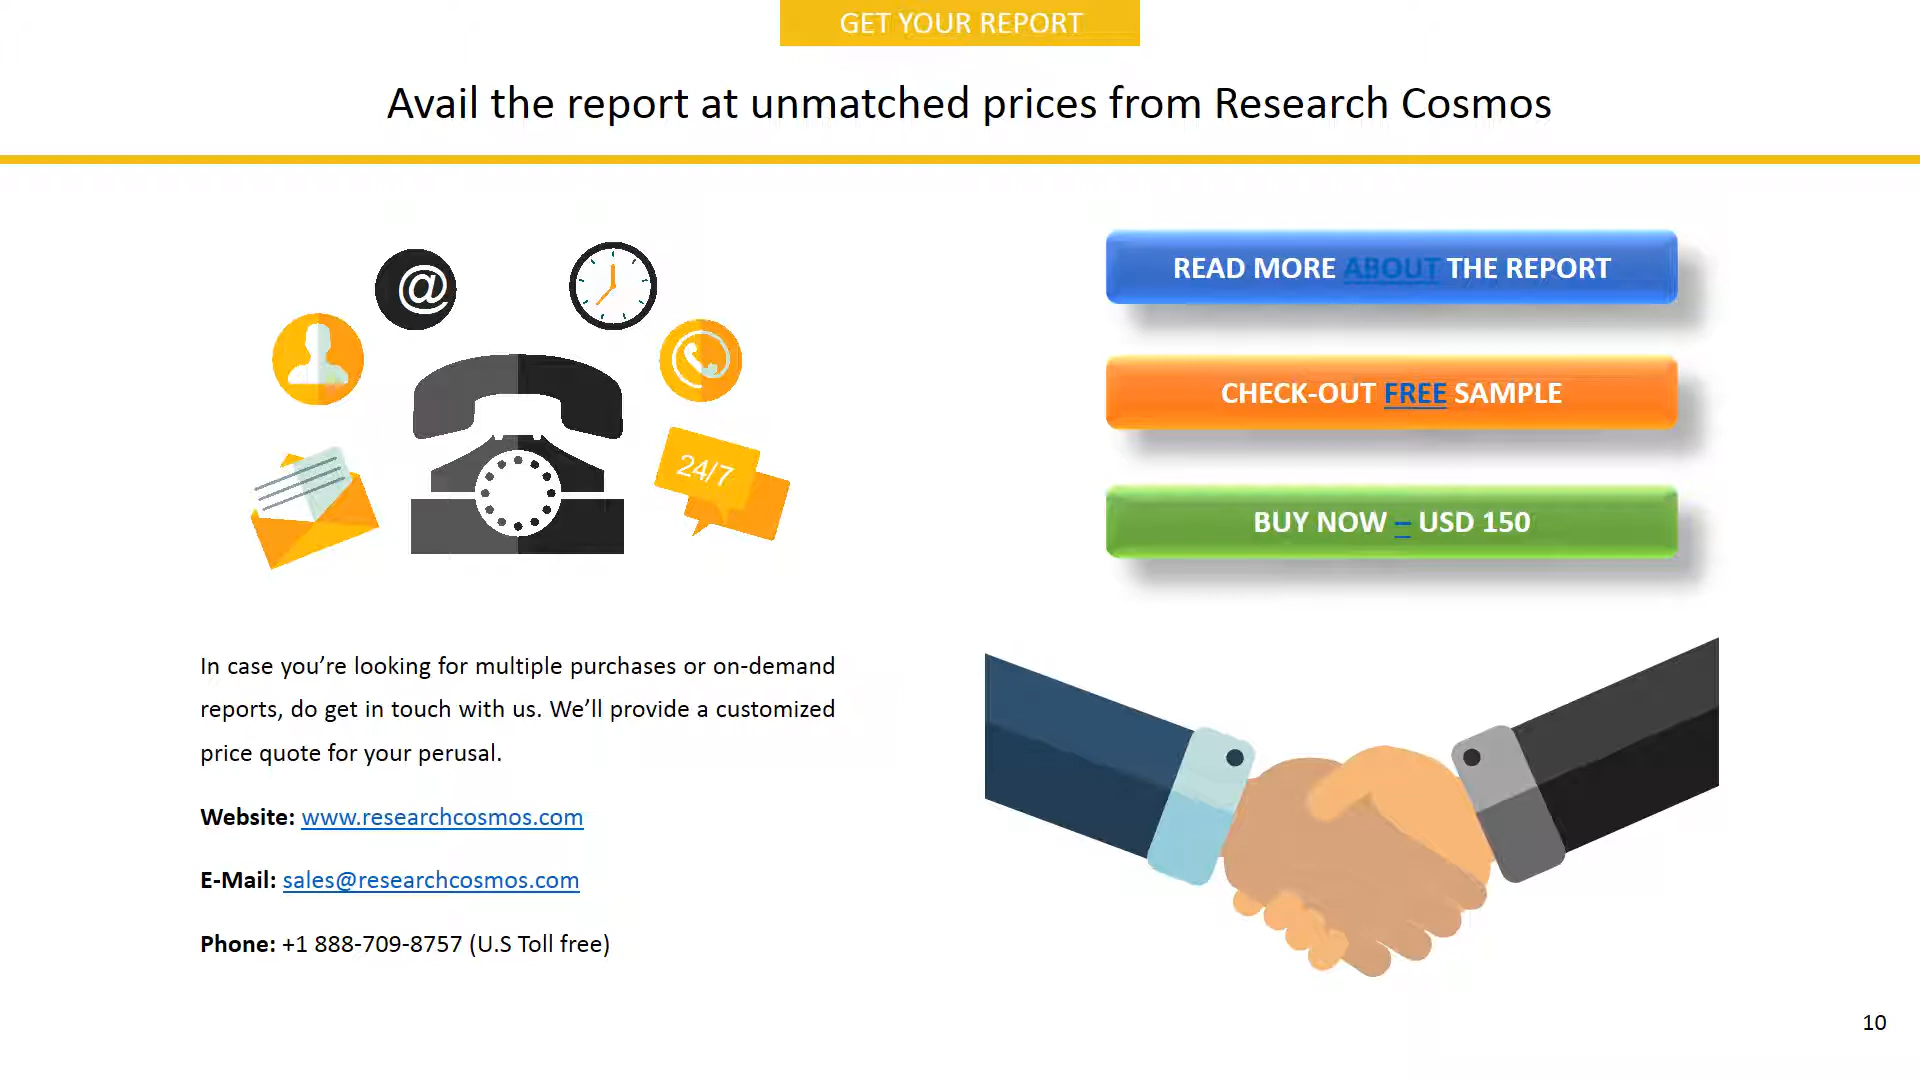 GET YOUR REPORT
Avail the report at unmatched prices from Research Cosmos
@
24/7
READ MORE ABOUT THE REPORT
CHECK-OUT FREE SAMPLE
BUY NOW – USD 150
In case you’re looking for multiple purchases or on-demand
reports, do get in touch with us. We’ll provide a customized
price quote for your perusal.
Website: www.researchcosmos.com
E-Mail: sales@researchcosmos.com
Phone: +1 888-709-8757 (U.S Toll free)
10